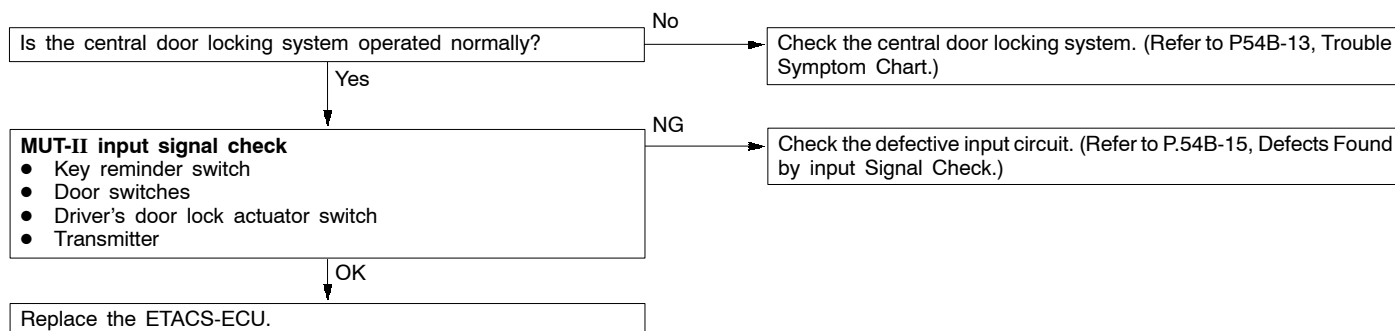 Is the central door locking system operated normally?
No
Check the central door locking system. (Refer to P54B-13, Trouble
Symptom Chart.)
Yes
MUT-II input signal check
● Key reminder switch
● Door switches
● Driver's door lock actuator switch
● Transmitter
NG
Check the defective input circuit. (Refer to P.54B-15, Defects Found
by input Signal Check.)
OK
Replace the ETACS-ECU.